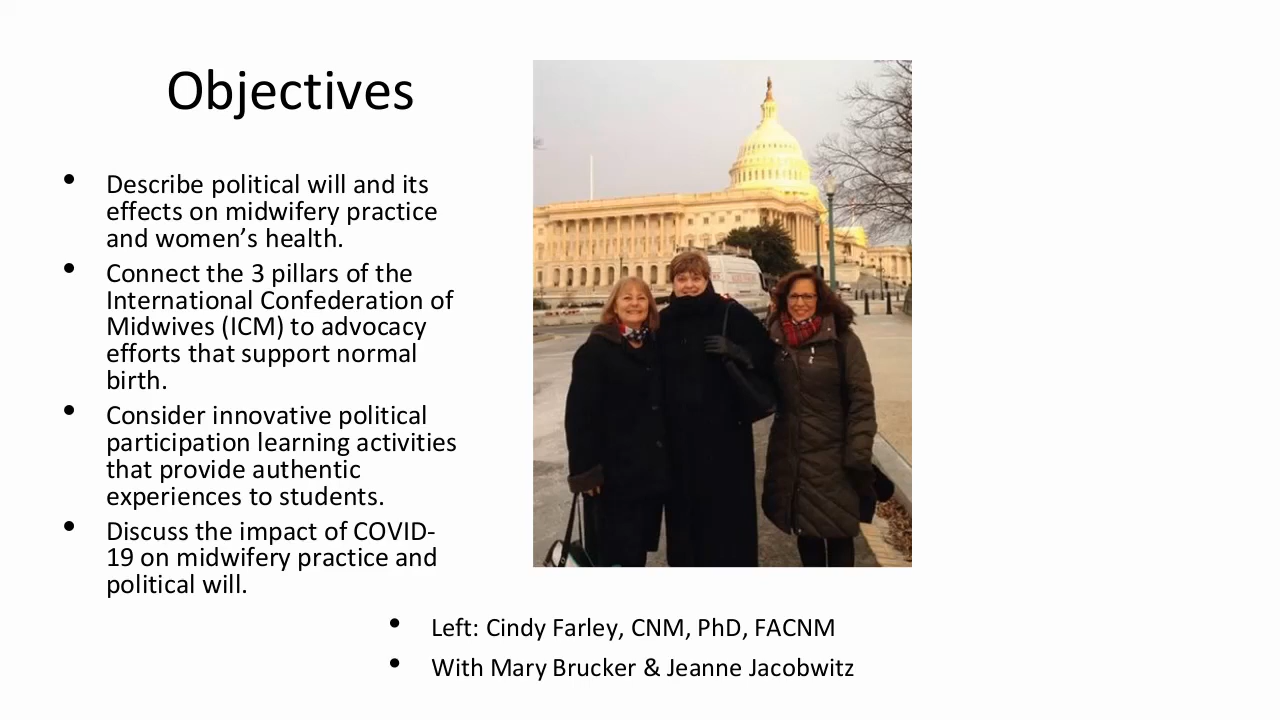 Objectives
• Describe political will and its
effects on midwifery practice
and women’s health.
• Connect the 3 pillars of the
International Confederation of
Midwives (ICM) to advocacy
efforts that support normal
birth.
• Consider innovative political
participation learning activities
that provide authentic
experiences to students.
• Discuss the impact of COVID-
19 on midwifery practice and
political will.
• Left: Cindy Farley, CNM, PhD, FACNM
• With Mary Brucker & Jeanne Jacobwitz